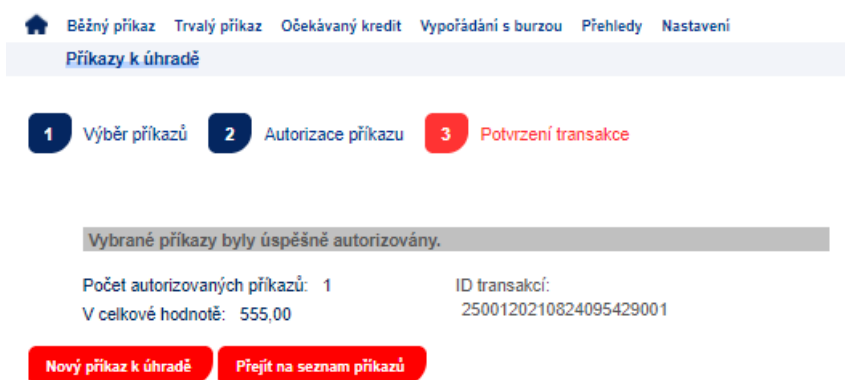 Běžný příkaz Trvalý příkaz Očekávaný kredit Vypořádání s burzou Přehledy Nastavení
Příkazy k úhradě
1 Výběr příkazů 2 Autorizace příkazu 3 Potvrzení transakce
Vybrané příkazy byly úspěšně autorizovány.
Počet autorizovaných příkazů: 1 ID transakcí:
V celkové hodnotě: 555,00 2500120210824095429001
Nový příkaz k úhradě Přejít na seznam příkazů